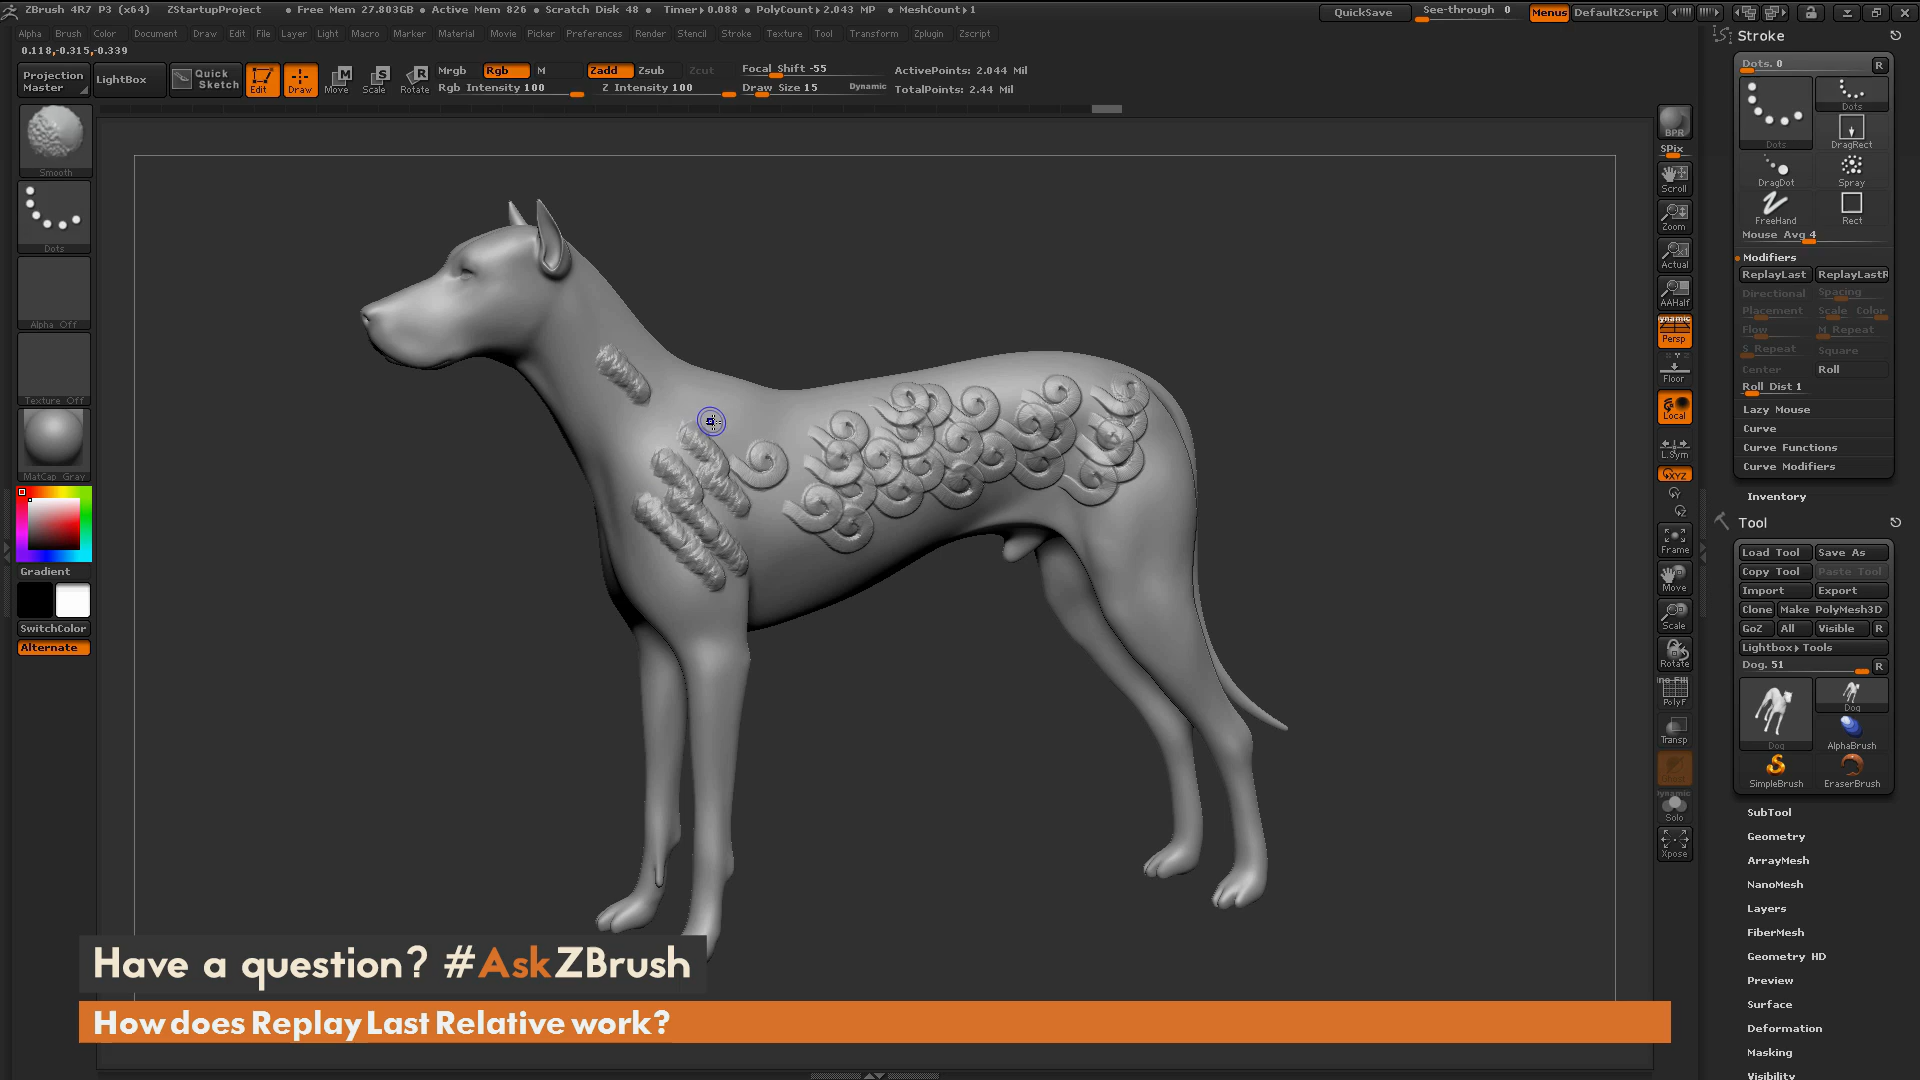 ZBrush 4R7 P3 (x64) ZStartupProject • Free Mem 27.803GB • Active Mem 826 • Scratch Disk 48 • Timer▸0.088 • PolyCount▸2.043 MP • MeshCount▸1 QuickSave See-through 0 Menus DefaultZScript
Alpha Brush Color Document Draw Edit File Layer Light Macro Marker Material Movie Picker Preferences Render Stencil Stroke Texture Tool Transform Zplugin Zscript
0.118,-0.315,-0.339
Projection Master
LightBox
Quick Sketch
Edit
Draw
Move
Scale
Rotate
Mrgb Rgb M
Rgb Intensity 100
Zadd Zsub Zcut
Z Intensity 100
Focal Shift -55
Draw Size 15
Dynamic
ActivePoints: 2.044 Mil
TotalPoints: 2.44 Mil
Smooth
Dots
Alpha Off
Texture Off
MatCap Gray
Gradient
SwitchColor
Alternate
BPR
SPix
Scroll
Zoom
Actual
AAHalf
Persp
Floor
Local
L.Sym
XYZ
Frame
Move
Scale
Rotate
PolyF
Transp
Ghost
Dynamic
Solo
Xpose
Stroke
Dots. 0 R
Dots
Dots
DragRect
DragDot Spray
FreeHand Rect
Mouse Avg 4
Modifiers
ReplayLast ReplayLastR
Directional Spacing
Placement Scale Color
Flow M Repeat
S Repeat Square
Center Roll
Roll Dist 1
Lazy Mouse
Curve
Curve Functions
Curve Modifiers
Inventory
Tool
Load Tool Save As
Copy Tool Paste Tool
Import Export
Clone Make PolyMesh3D
GoZ All Visible R
Lightbox▸Tools
Dog. 51 R
Dog
Dog
AlphaBrush
SimpleBrush EraserBrush
SubTool
Geometry
ArrayMesh
NanoMesh
Layers
FiberMesh
Geometry HD
Preview
Surface
Deformation
Masking
Visibility
Have a question? #AskZBrush
How does Replay Last Relative work?